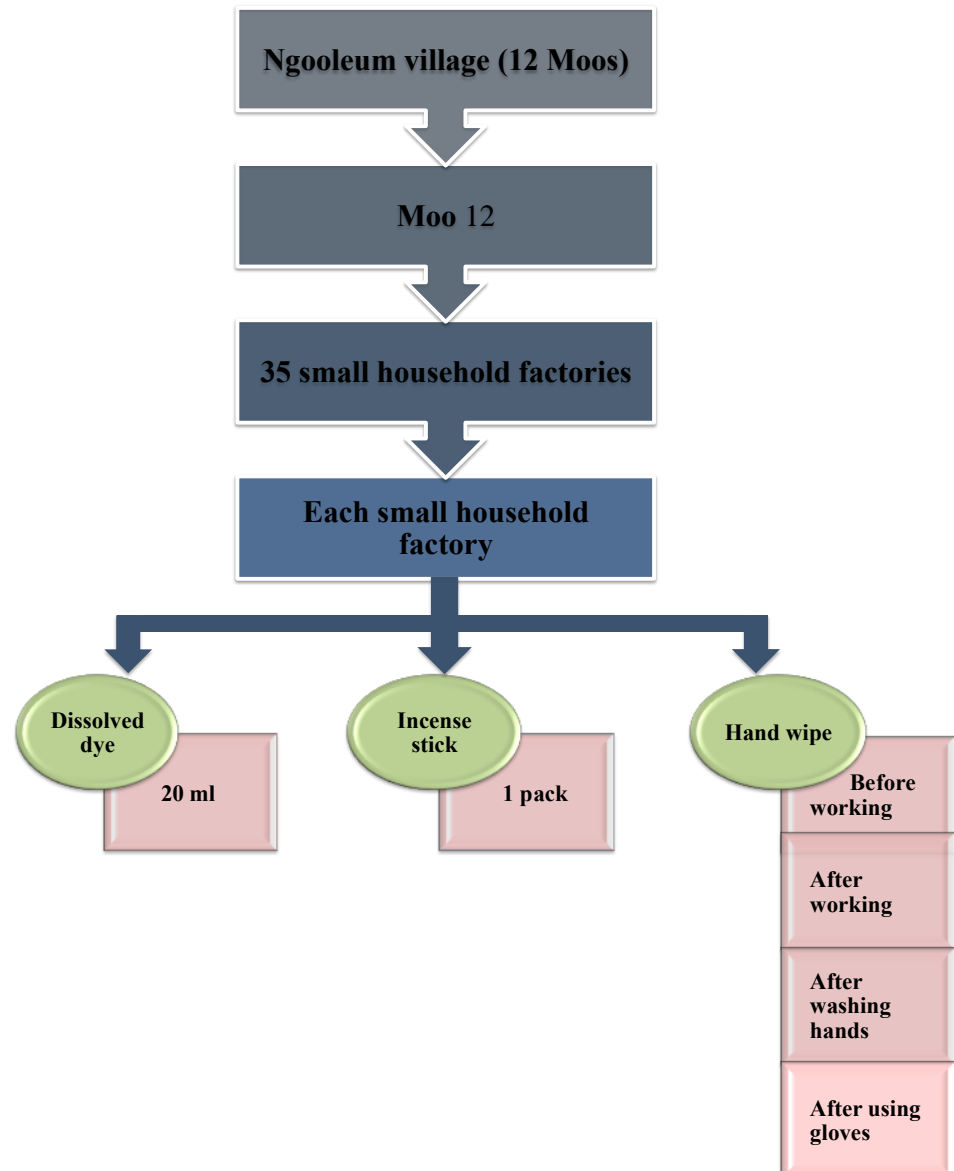 Ngooleum village (12 Moos)
Moo 12
35 small household factories
Each small household
factory
Dissolved
dye
20 ml
Incense
stick
1 pack
Hand wipe
Before
working
After
working
After
washing
hands
After using
gloves